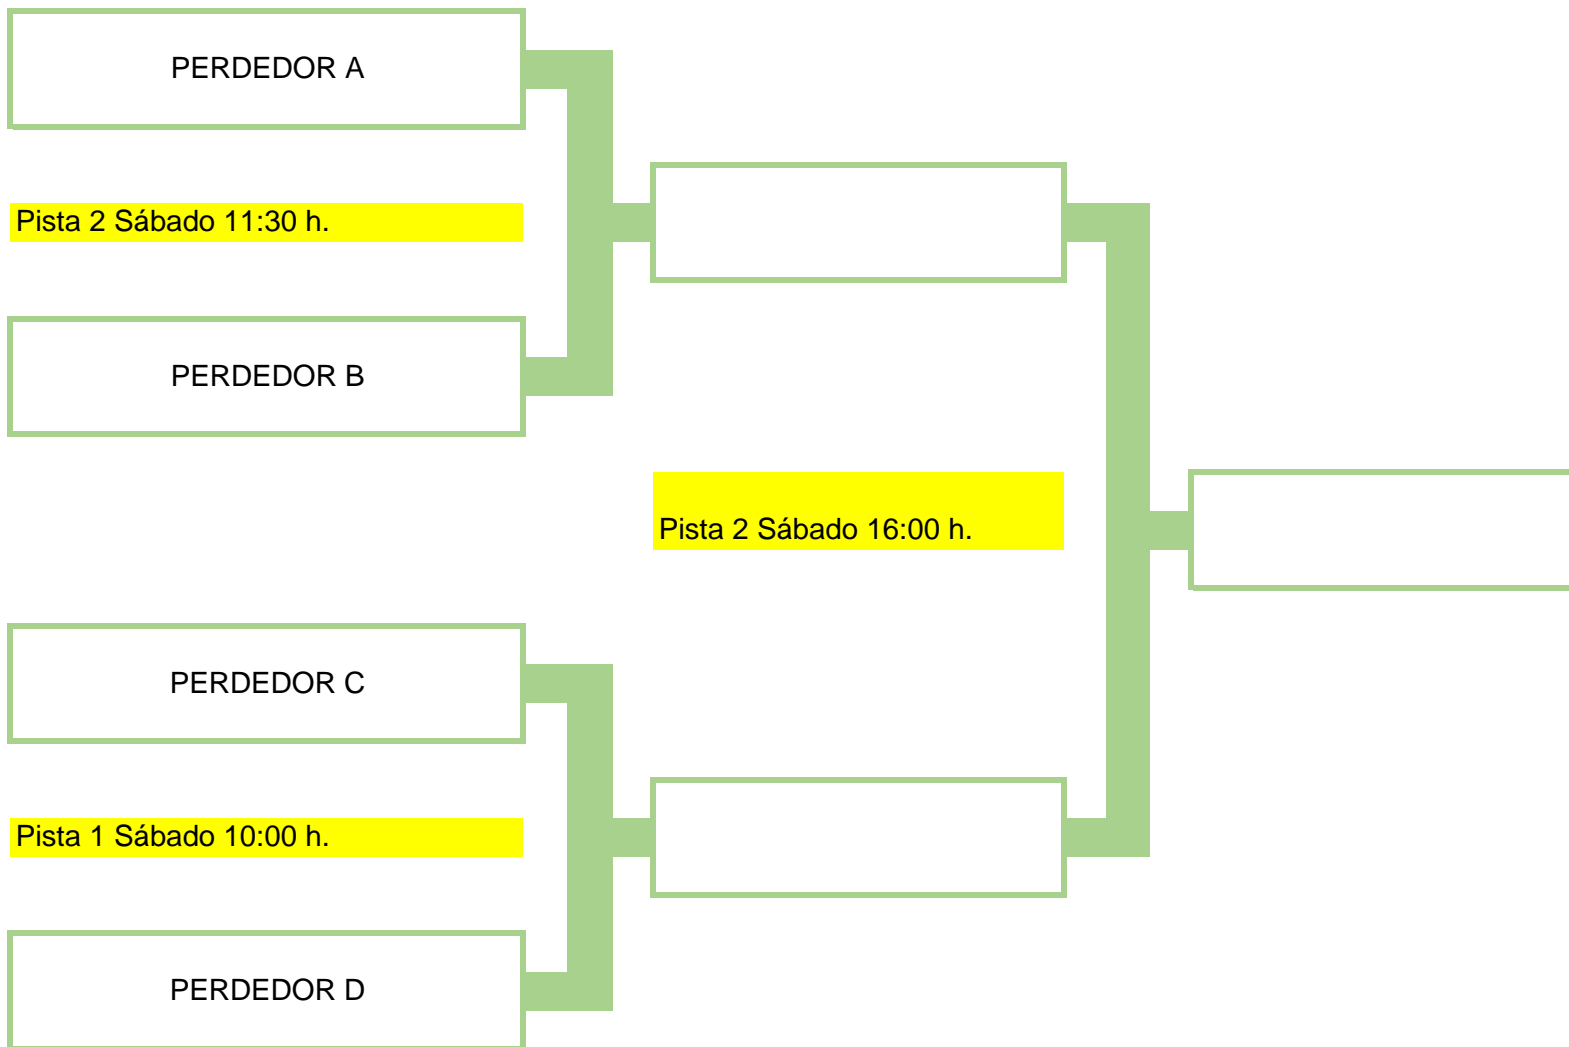 PERDEDOR A
Pista 2 Sábado 11:30 h.
PERDEDOR B
Pista 2 Sábado 16:00 h.
PERDEDOR C
Pista 1 Sábado 10:00 h.
PERDEDOR D